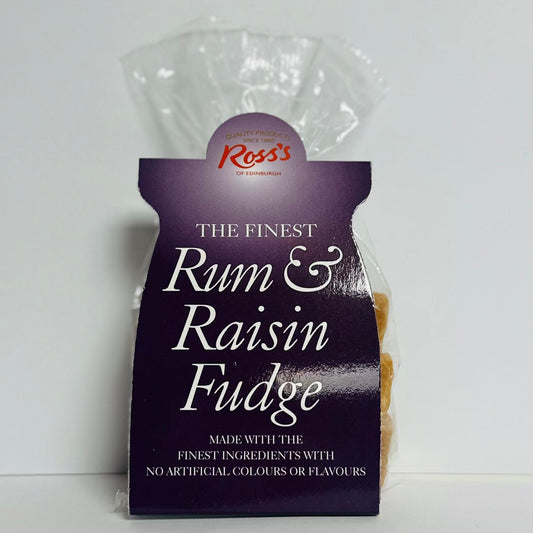 QUALITY PRODUCTS
SINCE 1880
Ross's
OF EDINBURGH
THE FINEST
Rum &
Raisin
Fudge
MADE WITH THE
FINEST INGREDIENTS WITH
NO ARTIFICIAL COLOURS OR FLAVOURS